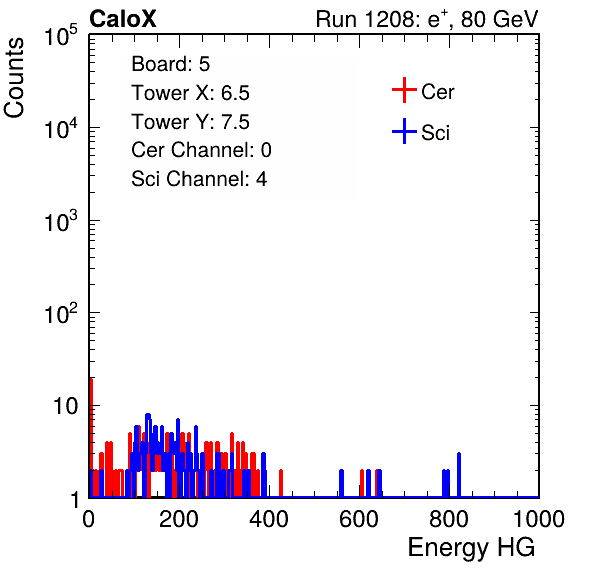 CaloX Run 1208: e⁺, 80 GeV
Counts
Board: 5
Tower X: 6.5
Tower Y: 7.5
Cer Channel: 0
Sci Channel: 4
Cer
Sci
10⁵
10⁴
10³
10²
10
1
0 200 400 600 800 1000
Energy HG